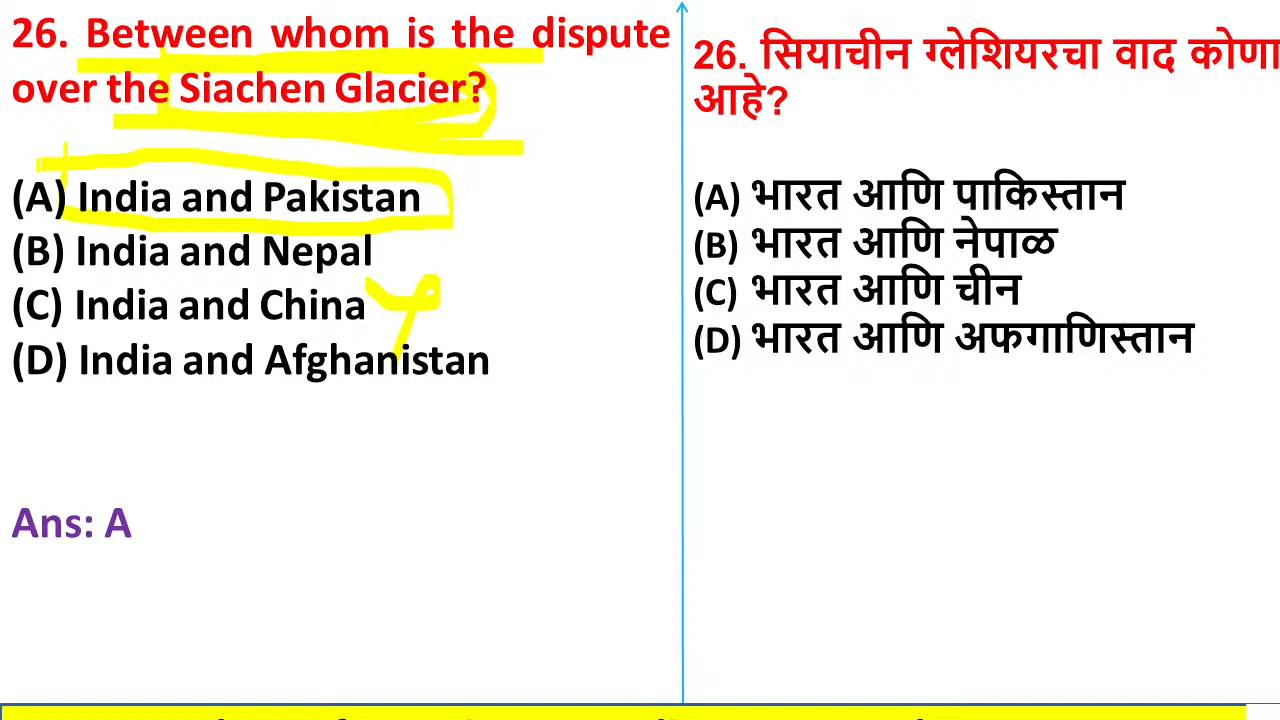 26. Between whom is the dispute
over the Siachen Glacier?
(A) India and Pakistan
(B) India and Nepal
(C) India and China
(D) India and Afghanistan
Ans: A
26. सियाचीन ग्लेशियरचा वाद कोणा
आहे?
(A) भारत आणि पाकिस्तान
(B) भारत आणि नेपाळ
(C) भारत आणि चीन
(D) भारत आणि अफगाणिस्तान